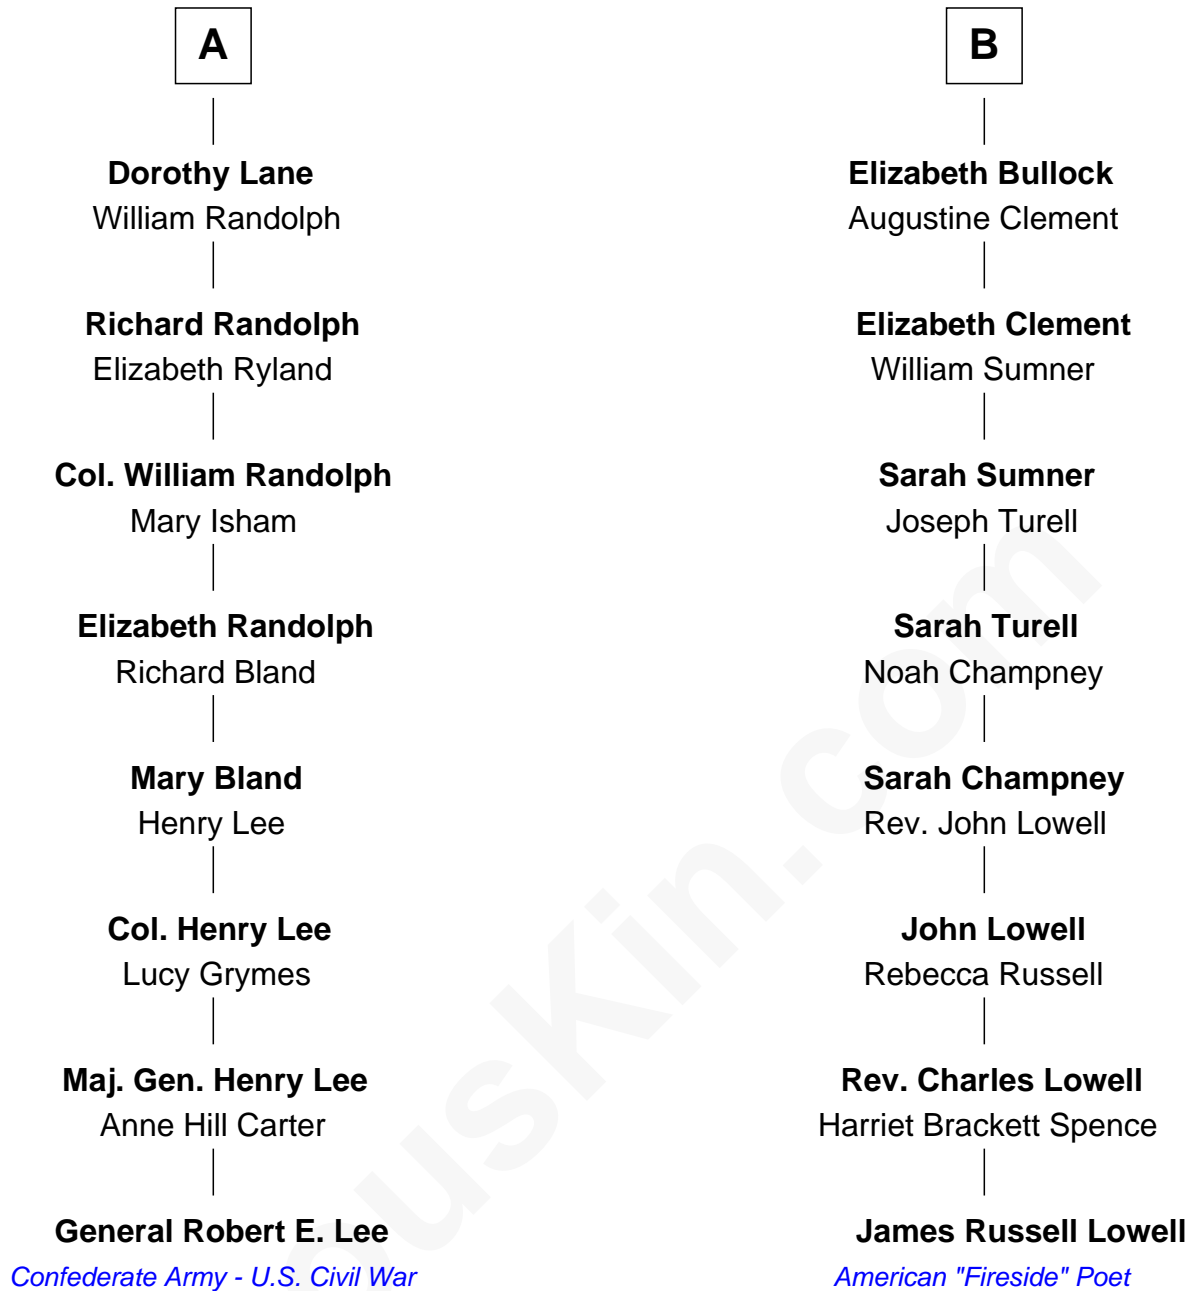 A
Dorothy Lane
William Randolph
Richard Randolph
Elizabeth Ryland
Col. William Randolph
Mary Isham
Elizabeth Randolph
Richard Bland
Mary Bland
Henry Lee
Col. Henry Lee
Lucy Grymes
Maj. Gen. Henry Lee
Anne Hill Carter
General Robert E. Lee
Confederate Army - U.S. Civil War
B
Elizabeth Bullock
Augustine Clement
Elizabeth Clement
William Sumner
Sarah Sumner
Joseph Turell
Sarah Turell
Noah Champney
Sarah Champney
Rev. John Lowell
John Lowell
Rebecca Russell
Rev. Charles Lowell
Harriet Brackett Spence
James Russell Lowell
American "Fireside" Poet
ousKin.com